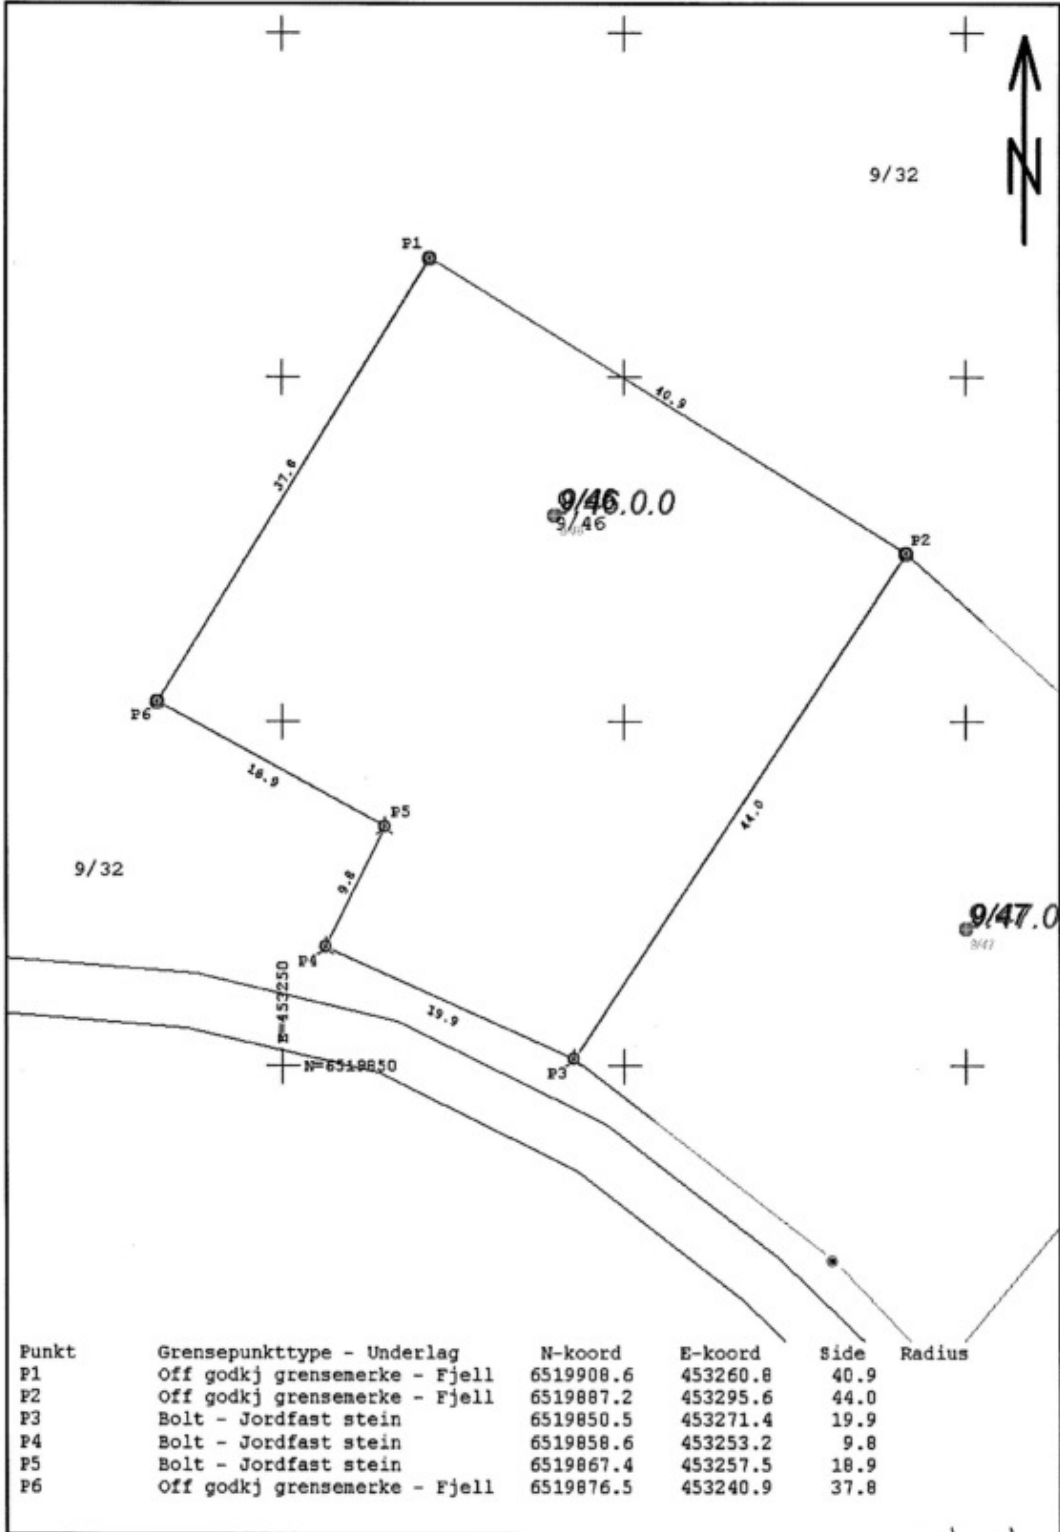 N
9/32
P1
40.9
37.8
9/46
9/46.0.0
9/46
P2
P6
18.9
P5
44.0
9/32
9.8
9/47.0
9/47
P4
E=453250
19.9
N=6519850
P3
Punkt Grensepunkttype - Underlag N-koord E-koord Side Radius
P1 Off godkj grensemerke - Fjell 6519908.6 453260.8 40.9
P2 Off godkj grensemerke - Fjell 6519887.2 453295.6 44.0
P3 Bolt - Jordfast stein 6519850.5 453271.4 19.9
P4 Bolt - Jordfast stein 6519858.6 453253.2 9.8
P5 Bolt - Jordfast stein 6519867.4 453257.5 18.9
P6 Off godkj grensemerke - Fjell 6519876.5 453240.9 37.8